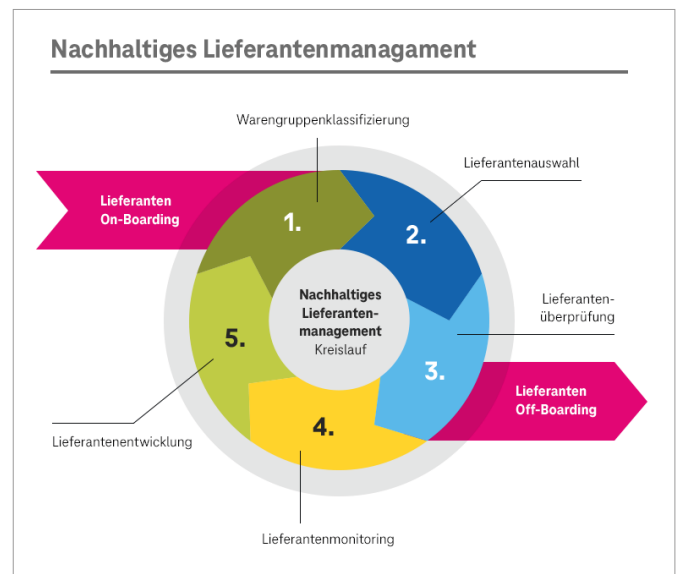 Nachhaltiges Lieferantenmanagament
Warengruppenklassifizierung
Lieferantenauswahl
Lieferanten
On-Boarding
1.
2.
Nachhaltiges
Lieferanten-
management
Kreislauf
Lieferanten-
überprüfung
5.
3.
Lieferanten
Off-Boarding
4.
Lieferantenentwicklung
Lieferantenmonitoring